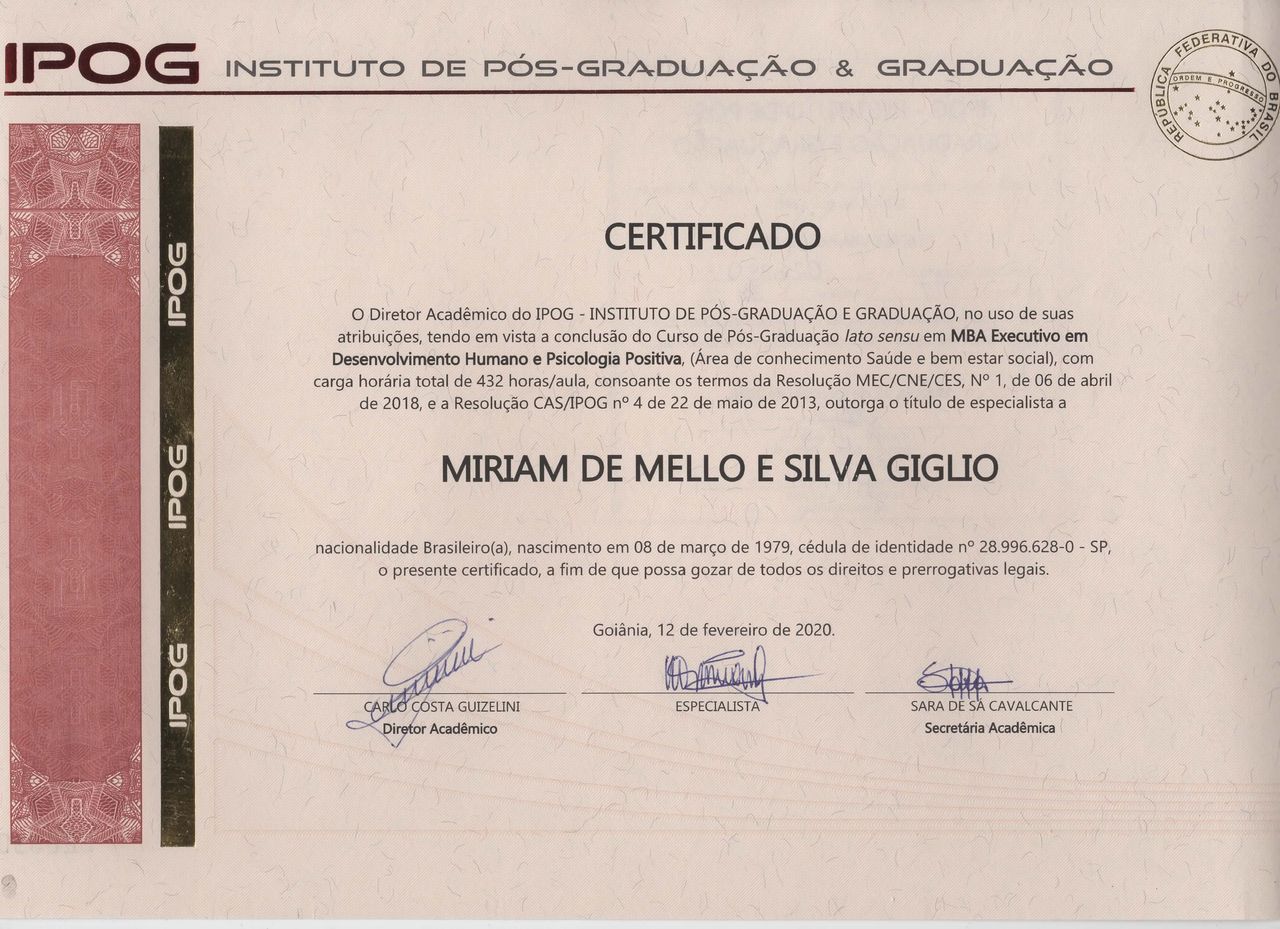 IPOG INSTITUTO DE PÓS-GRADUAÇÃO & GRADUAÇÃO
REPÚBLICA FEDERATIVA DO BRASIL
ORDEM E PROGRESSO
IPOG
IPOG
IPOG
CERTIFICADO
O Diretor Acadêmico do IPOG - INSTITUTO DE PÓS-GRADUAÇÃO E GRADUAÇÃO, no uso de suas
atribuições, tendo em vista a conclusão do Curso de Pós-Graduação lato sensu em MBA Executivo em
Desenvolvimento Humano e Psicologia Positiva, (Área de conhecimento Saúde e bem estar social), com
carga horária total de 432 horas/aula, consoante os termos da Resolução MEC/CNE/CES, Nº 1, de 06 de abril
de 2018, e a Resolução CAS/IPOG nº 4 de 22 de maio de 2013, outorga o título de especialista a
MIRIAM DE MELLO E SILVA GIGLIO
nacionalidade Brasileiro(a), nascimento em 08 de março de 1979, cédula de identidade nº 28.996.628-0 - SP,
o presente certificado, a fim de que possa gozar de todos os direitos e prerrogativas legais.
Goiânia, 12 de fevereiro de 2020.
CARLO COSTA GUIZELINI ESPECIALISTA SARA DE SÁ CAVALCANTE
Diretor Acadêmico Secretária Acadêmica